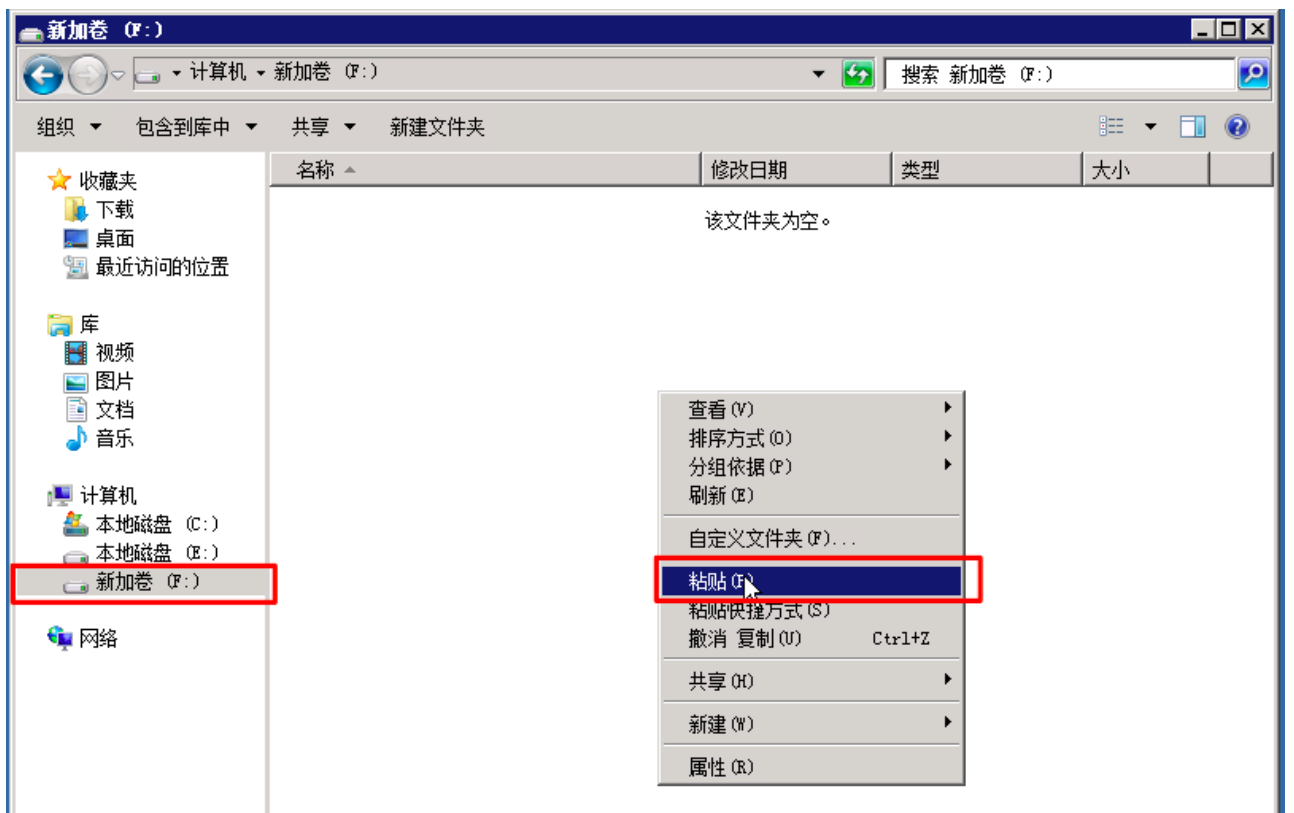 新加卷 (F:)
计算机 新加卷 (F:)
搜索 新加卷 (F:)
组织 包含到库中 共享 新建文件夹
名称 修改日期 类型 大小
该文件夹为空。
收藏夹
下载
桌面
最近访问的位置
库
视频
图片
文档
音乐
计算机
本地磁盘 (C:)
本地磁盘 (E:)
新加卷 (F:)
网络
查看(V)
排序方式(O)
分组依据(P)
刷新(E)
自定义文件夹(F)...
粘贴(P)
粘贴快捷方式(S)
撤消 复制(U) Ctrl+Z
共享(H)
新建(W)
属性(R)